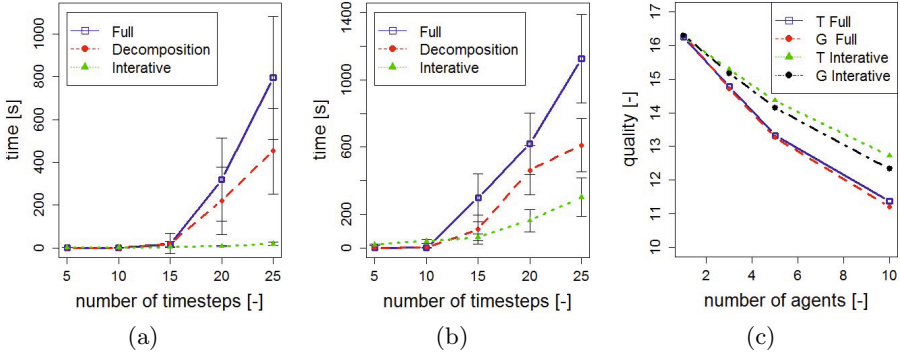 Full
Decomposition
Interative
time [s]
0 200 400 600 800 1000
5 10 15 20 25
number of timesteps [-]
(a)
Full
Decomposition
Interative
time [s]
0 200 600 1000 1400
5 10 15 20 25
number of timesteps [-]
(b)
T Full
G Full
T Interative
G Interative
quality [-]
10 11 12 13 14 15 16 17
2 4 6 8 10
number of agents [-]
(c)